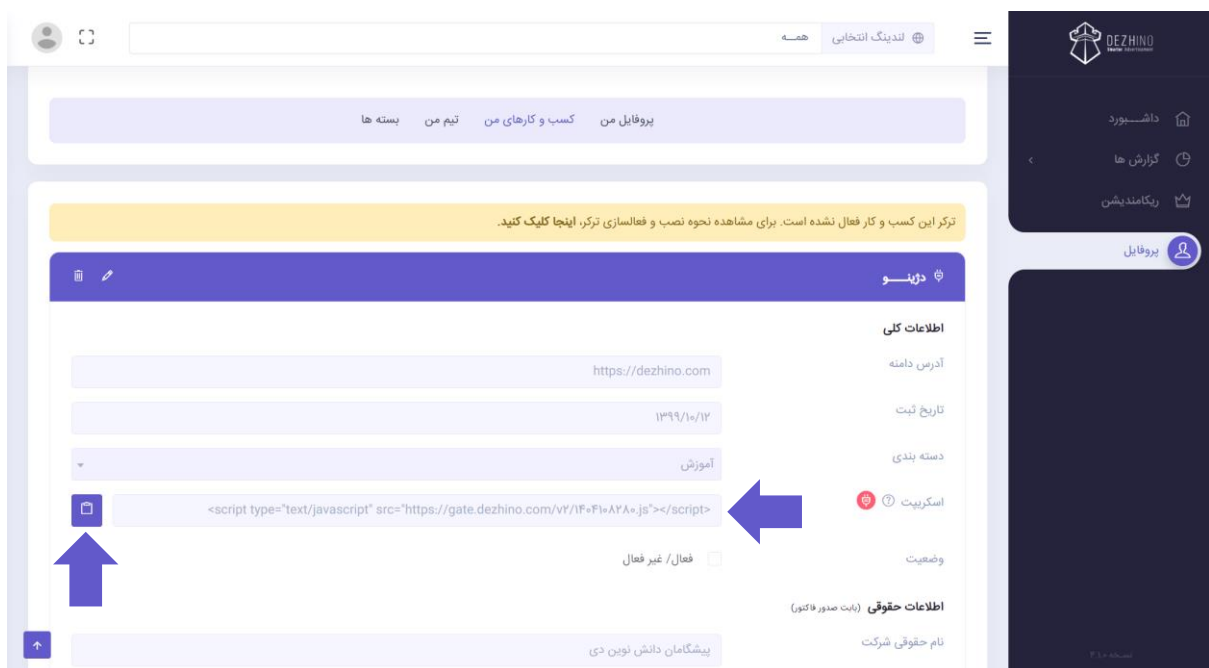 DEZHINO
لندینگ انتخابی
همـــه
داشـــبورد
گزارش ها
ریکامندیشن
پروفایل
پروفایل من
کسب و کارهای من
تیم من
بسته ها
ترکر این کسب و کار فعال نشده است. برای مشاهده نحوه نصب و فعالسازی ترکر، اینجا کلیک کنید.
دژینـــو
اطلاعات کلی
آدرس دامنه
https://dezhino.com
تاریخ ثبت
۱۳۹۹/۱۰/۱۲
دسته بندی
آموزش
اسکریپت
<script type="text/javascript" src="https://gate.dezhino.com/v۲/۱۴۰۴۱۰۸۲۸۰.js"></script>
وضعیت
فعال/ غیر فعال
اطلاعات حقوقی (بابت صدور فاکتور)
نام حقوقی شرکت
پیشگامان دانش نوین دی